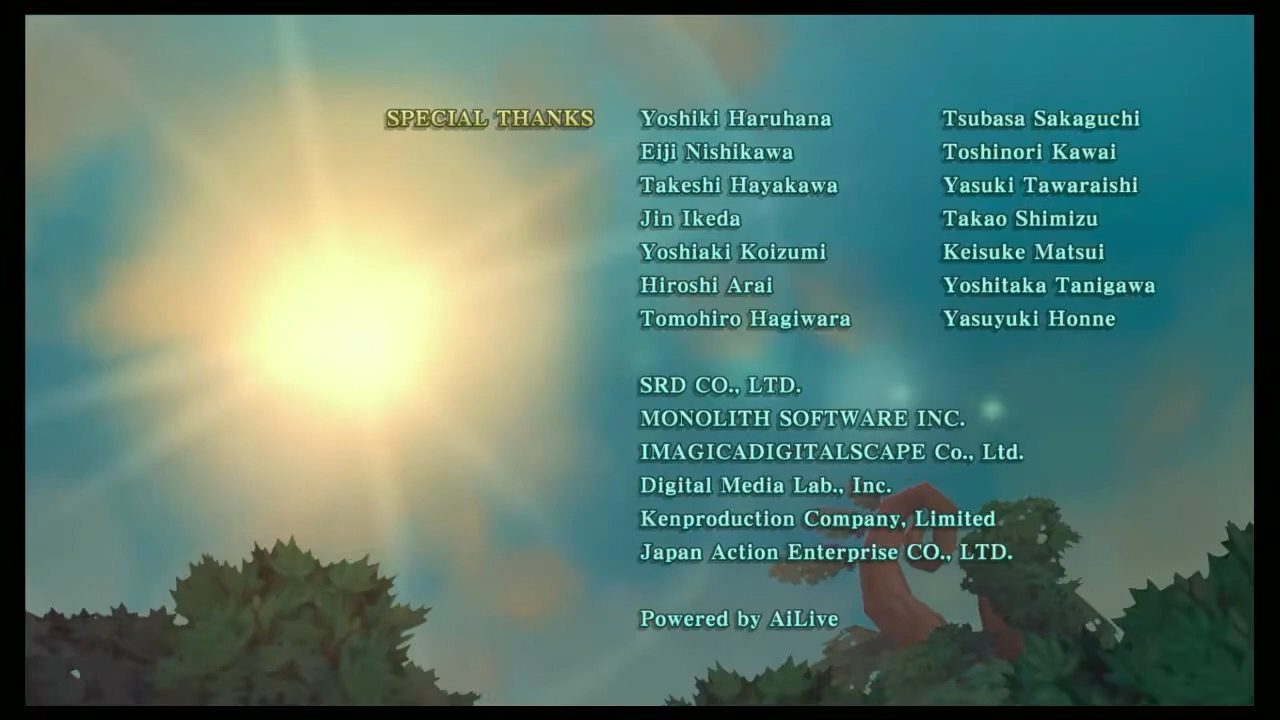 SPECIAL THANKS
Yoshiki Haruhana
Eiji Nishikawa
Takeshi Hayakawa
Jin Ikeda
Yoshiaki Koizumi
Hiroshi Arai
Tomohiro Hagiwara
Tsubasa Sakaguchi
Toshinori Kawai
Yasuki Tawaraishi
Takao Shimizu
Keisuke Matsui
Yoshitaka Tanigawa
Yasuyuki Honne
SRD CO., LTD.
MONOLITH SOFTWARE INC.
IMAGICADIGITALSCAPE Co., Ltd.
Digital Media Lab., Inc.
Kenproduction Company, Limited
Japan Action Enterprise CO., LTD.
Powered by AiLive